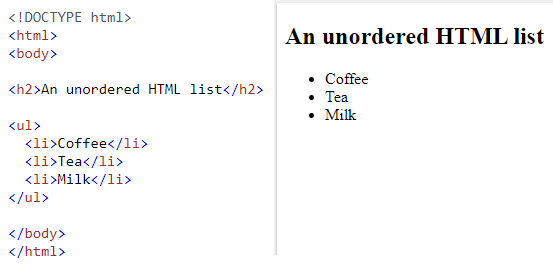 <!DOCTYPE html>
<html>
<body>
<h2>An unordered HTML list</h2>
<ul>
  <li>Coffee</li>
  <li>Tea</li>
  <li>Milk</li>
</ul>
</body>
</html>
An unordered HTML list
• Coffee
• Tea
• Milk